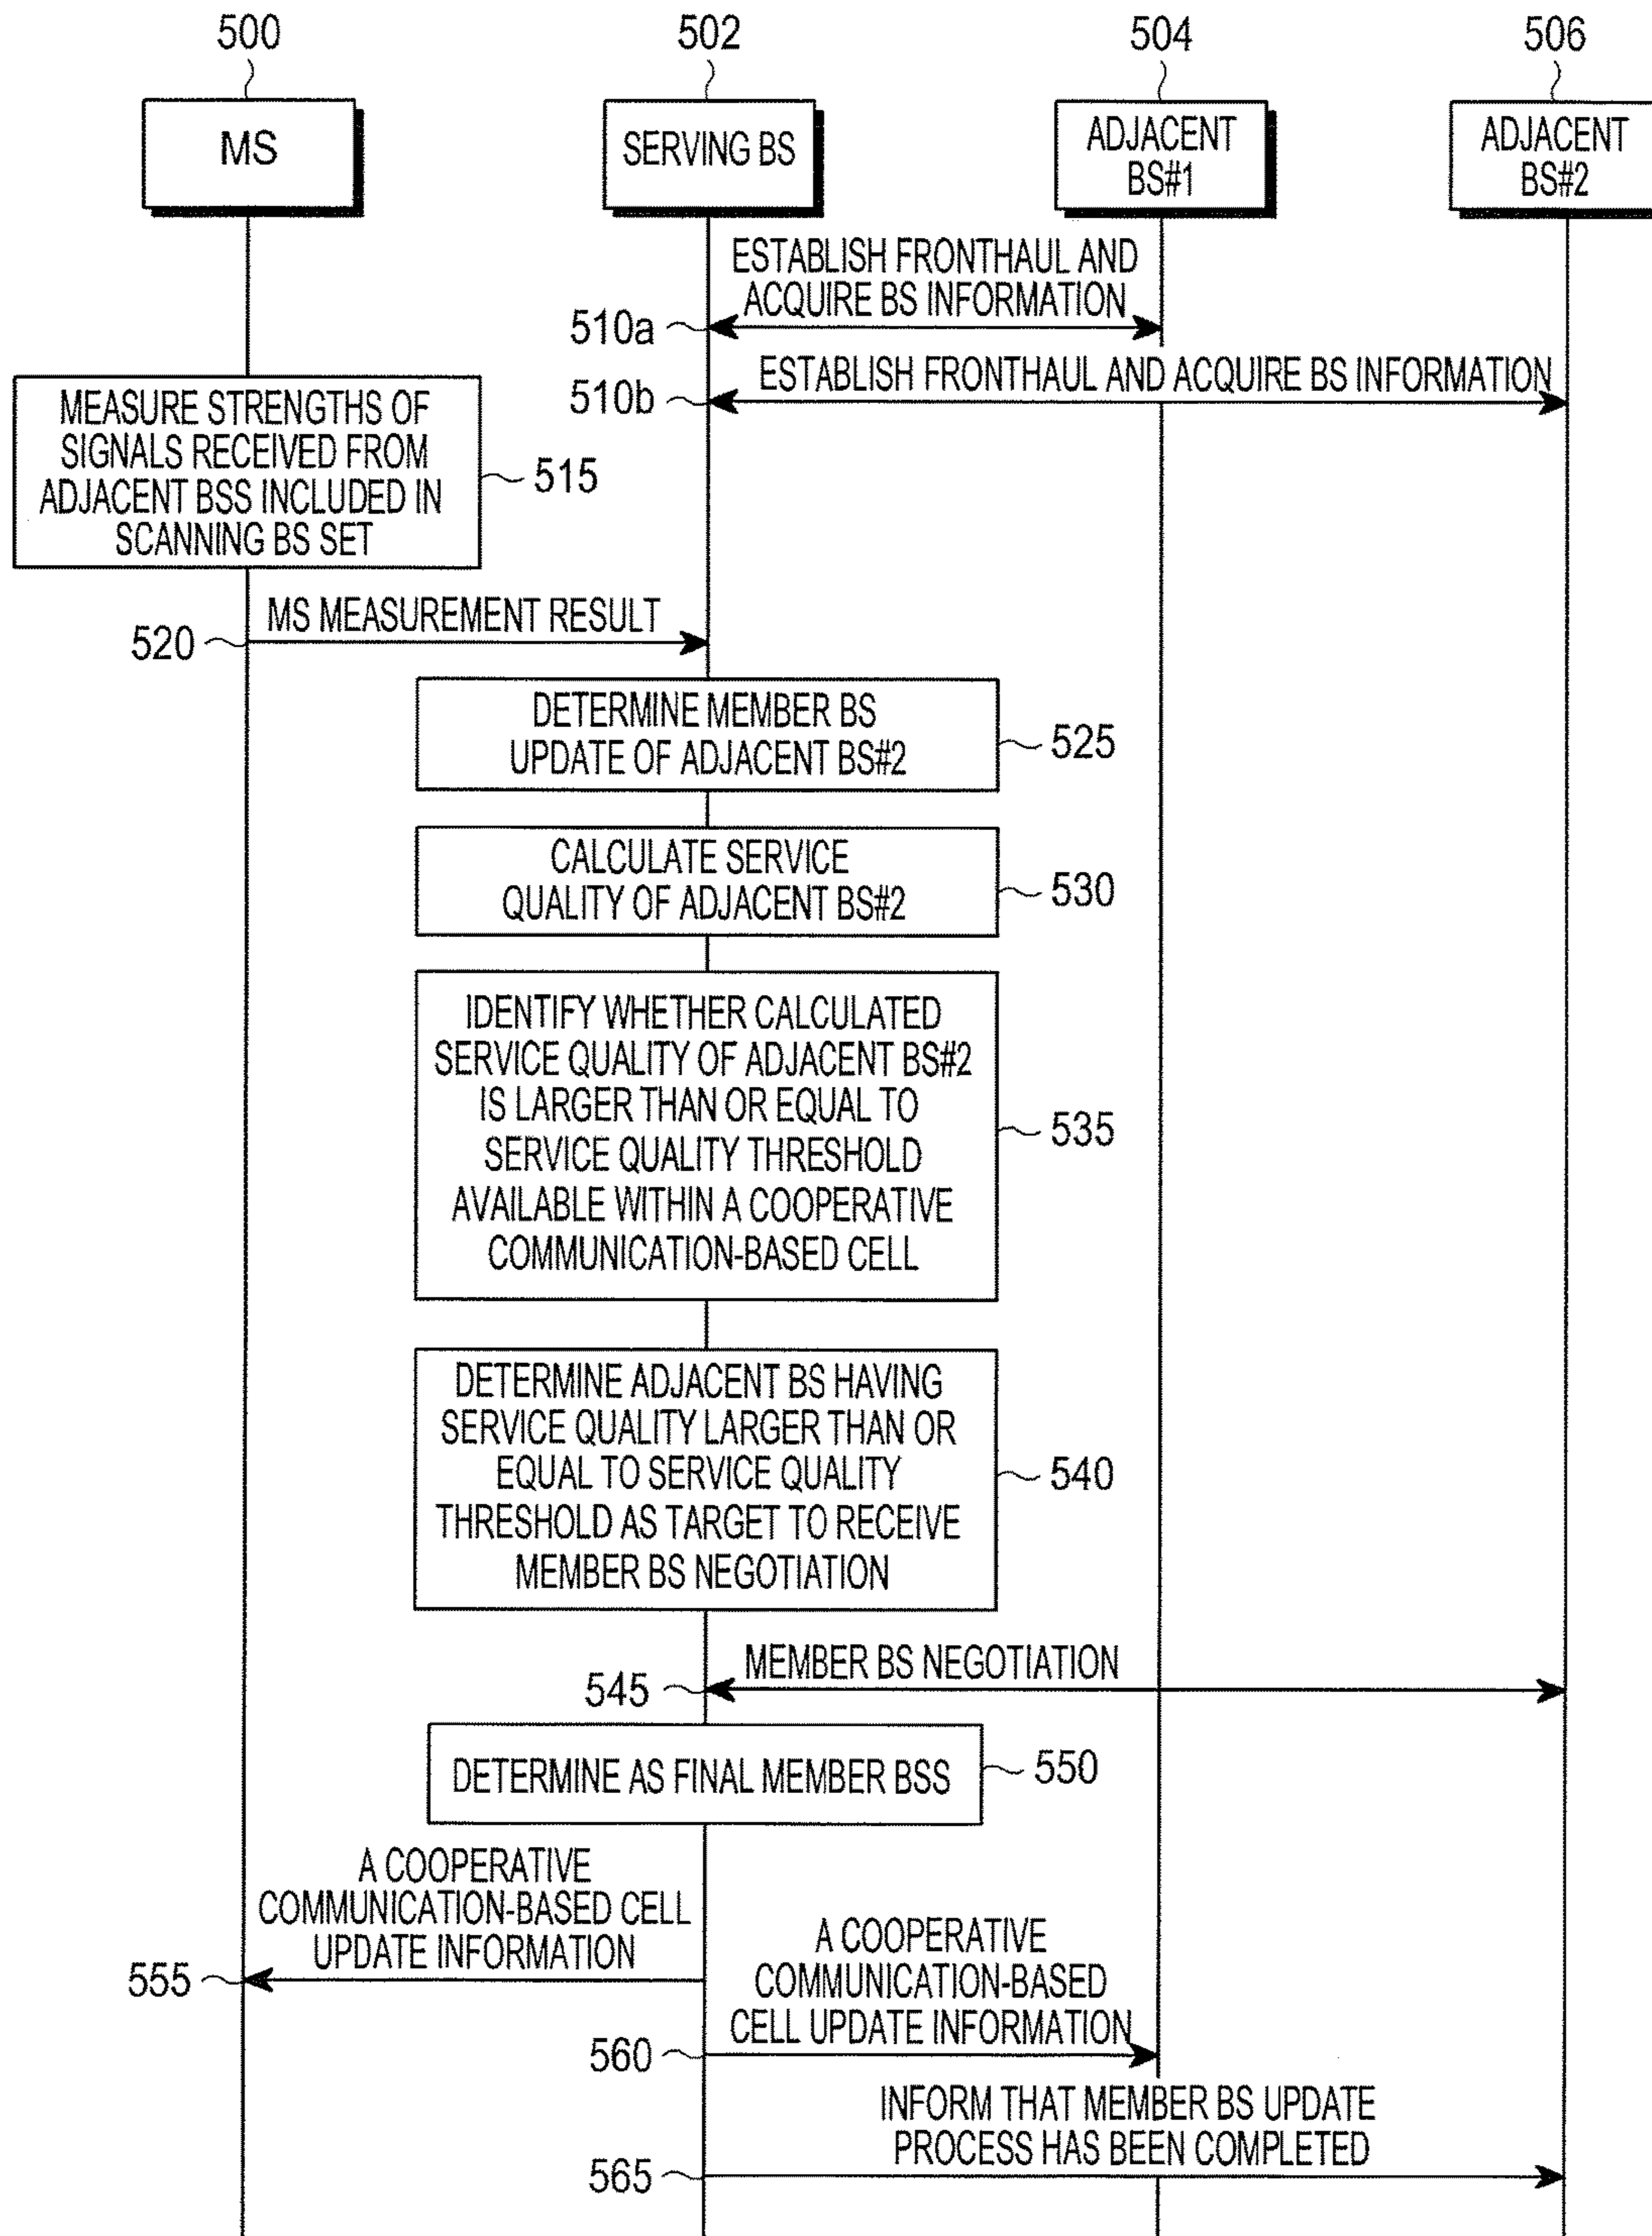 500
502
504
506
MS
SERVING BS
ADJACENT
BS#1
ADJACENT
BS#2
ESTABLISH FRONTHAUL AND
ACQUIRE BS INFORMATION
510a
ESTABLISH FRONTHAUL AND ACQUIRE BS INFORMATION
510b
MEASURE STRENGTHS OF
SIGNALS RECEIVED FROM
ADJACENT BSS INCLUDED IN
SCANNING BS SET
515
MS MEASUREMENT RESULT
520
DETERMINE MEMBER BS
UPDATE OF ADJACENT BS#2
525
CALCULATE SERVICE
QUALITY OF ADJACENT BS#2
530
IDENTIFY WHETHER CALCULATED
SERVICE QUALITY OF ADJACENT BS#2
IS LARGER THAN OR EQUAL TO
SERVICE QUALITY THRESHOLD
AVAILABLE WITHIN A COOPERATIVE
COMMUNICATION-BASED CELL
535
DETERMINE ADJACENT BS HAVING
SERVICE QUALITY LARGER THAN OR
EQUAL TO SERVICE QUALITY
THRESHOLD AS TARGET TO RECEIVE
MEMBER BS NEGOTIATION
540
MEMBER BS NEGOTIATION
545
DETERMINE AS FINAL MEMBER BSS
550
A COOPERATIVE
COMMUNICATION-BASED CELL
UPDATE INFORMATION
555
A COOPERATIVE
COMMUNICATION-BASED
CELL UPDATE INFORMATION
560
INFORM THAT MEMBER BS UPDATE
PROCESS HAS BEEN COMPLETED
565